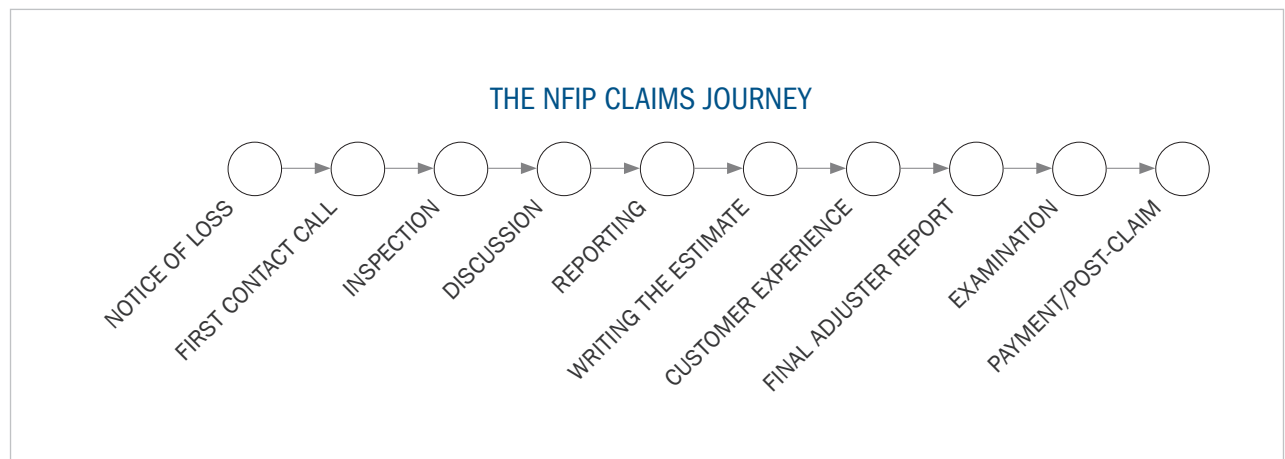 THE NFIP CLAIMS JOURNEY
NOTICE OF LOSS
FIRST CONTACT CALL
INSPECTION
DISCUSSION
REPORTING
WRITING THE ESTIMATE
CUSTOMER EXPERIENCE
FINAL ADJUSTER REPORT
EXAMINATION
PAYMENT/POST-CLAIM